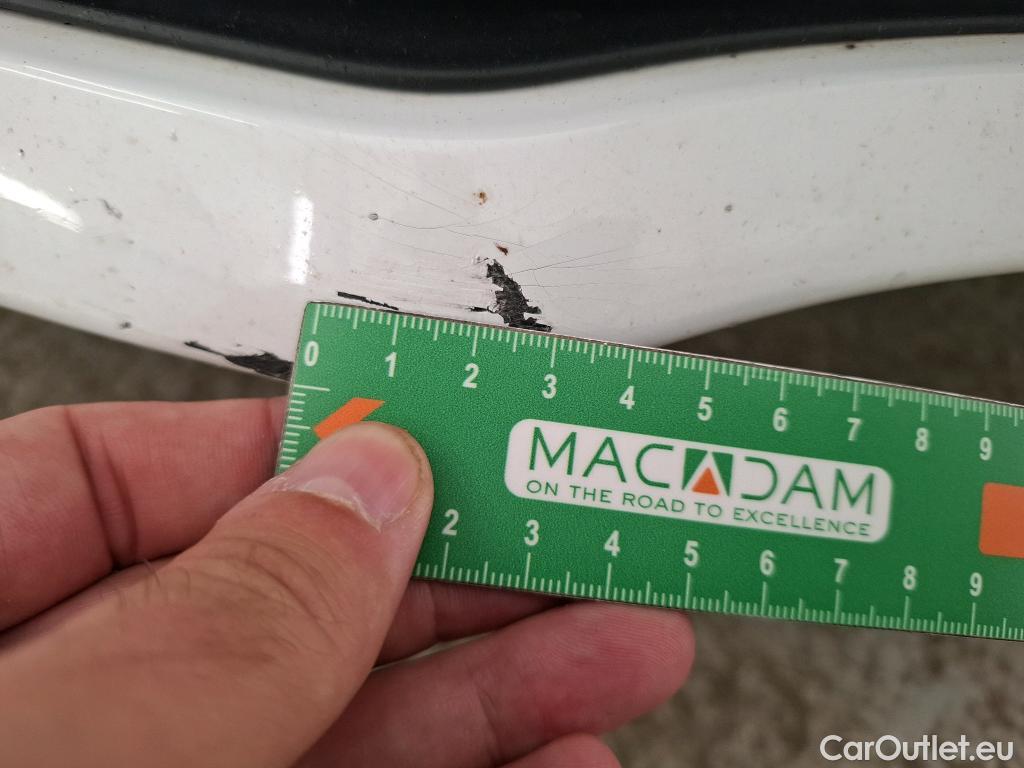 0 1 2 3 4 5 6 7 8 9
MACADAM
ON THE ROAD TO EXCELLENCE
2 3 4 5 6 7 8 9
CarOutlet.eu